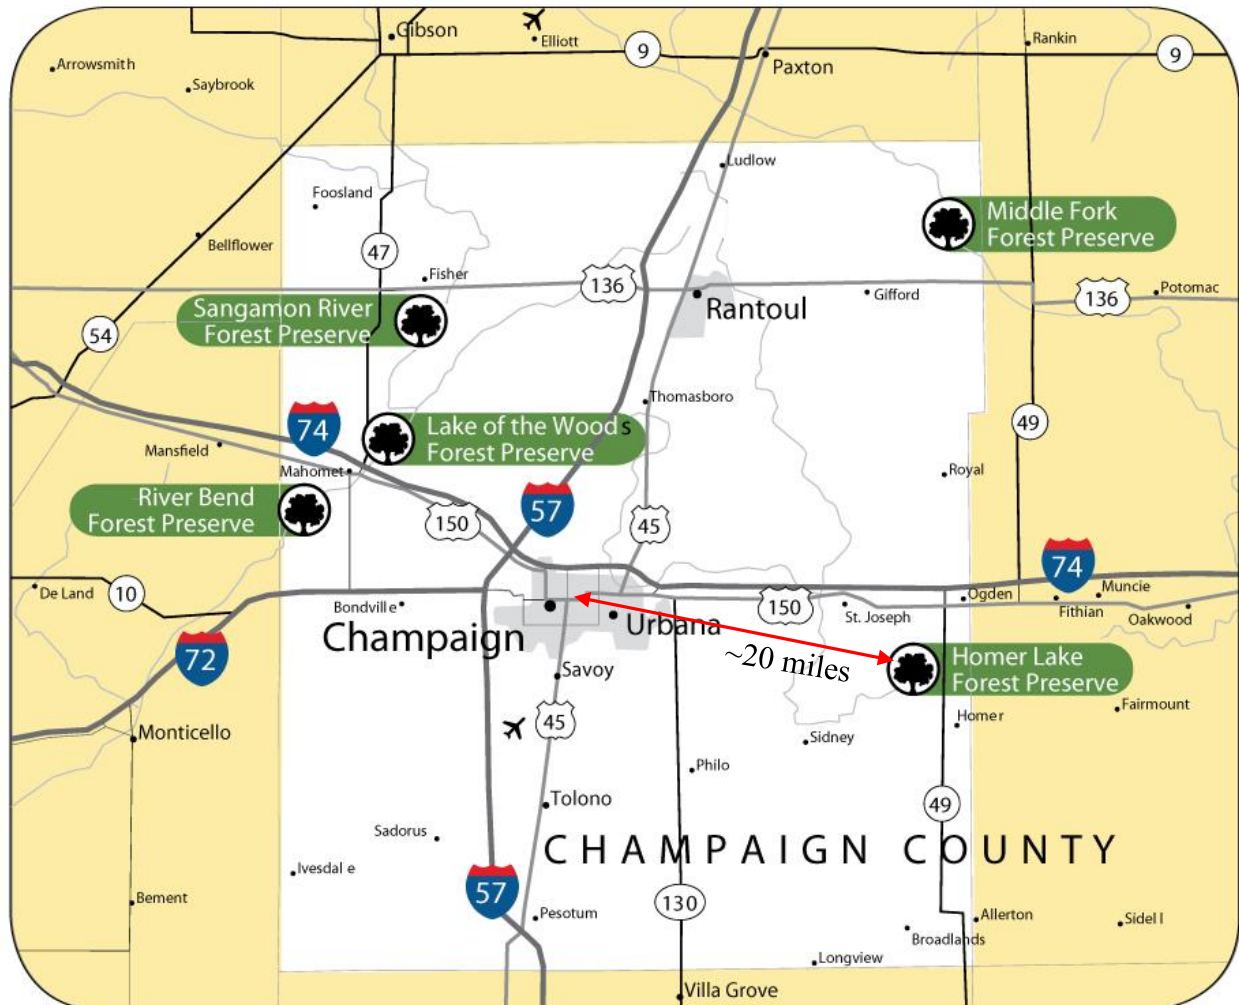 Gibson
Elliott
9
Rankin
9
Arrowsmith
Saybrook
Paxton
Ludlow
Foosland
Middle Fork
Forest Preserve
Bellflower
47
Fisher
136
Gifford
136
Potomac
Sangamon River
Forest Preserve
Rantoul
54
Thomasboro
74
Lake of the Woods
Forest Preserve
49
Mansfield
Mahomet
Royal
River Bend
Forest Preserve
150
57
45
74
De Land
10
Bondville
150
St. Joseph
Ogden
Muncie
Fithian
Oakwood
Champaign
Urbana
72
Savoy
~20 miles
Homer Lake
Forest Preserve
Fairmount
Homer
Monticello
45
Sidney
Philo
Tolono
49
Sadorus
CHAMPAIGN COUNTY
Ivesdale
57
Bement
130
Pesotum
Allerton
Sidell
Broadlands
Longview
Villa Grove